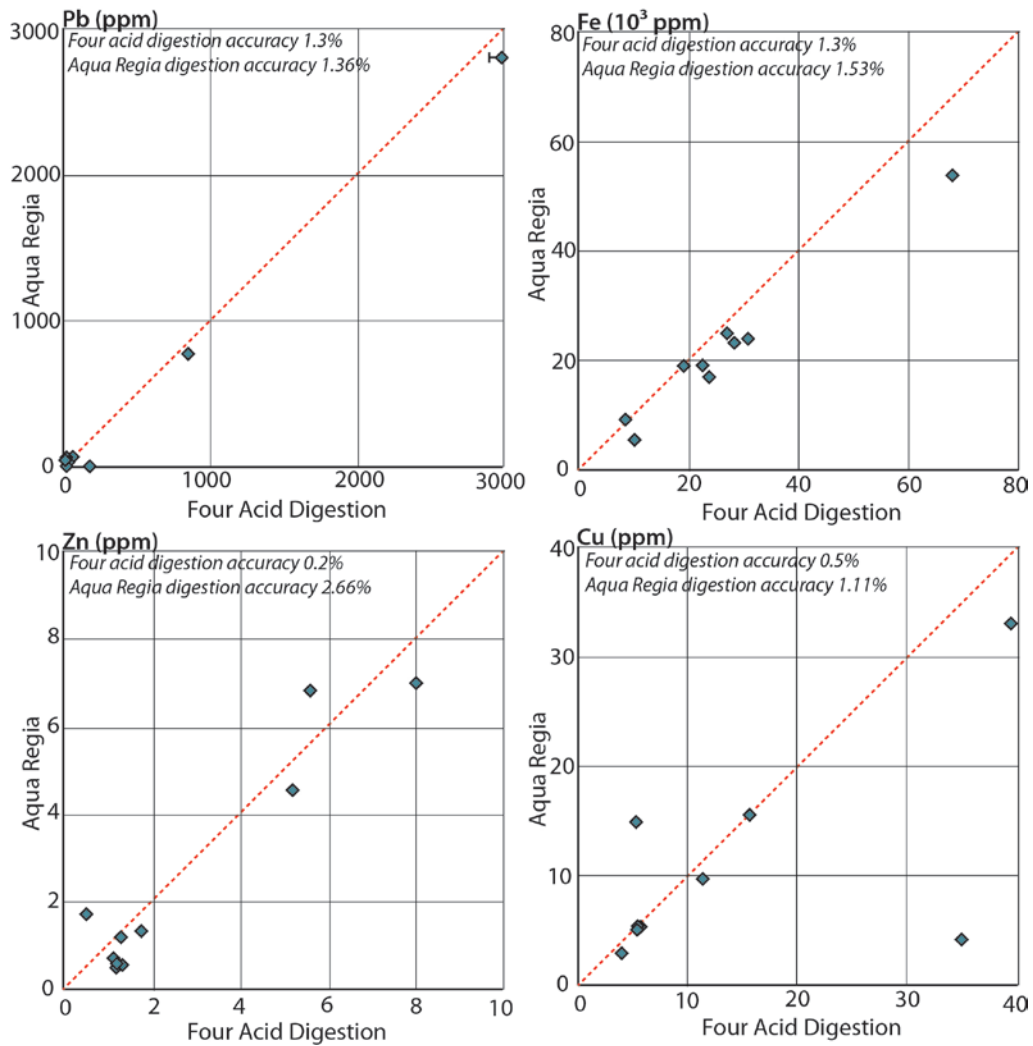 Pb (ppm)
Four acid digestion accuracy 1.3%
Aqua Regia digestion accuracy 1.36%
3000
2000
1000
0
Aqua Regia
0 1000 2000 3000
Four Acid Digestion
Fe (10³ ppm)
Four acid digestion accuracy 1.3%
Aqua Regia digestion accuracy 1.53%
80
60
40
20
0
Aqua Regia
0 20 40 60 80
Four Acid Digestion
Zn (ppm)
Four acid digestion accuracy 0.2%
Aqua Regia digestion accuracy 2.66%
10
8
6
4
2
0
Aqua Regia
0 2 4 6 8 10
Four Acid Digestion
Cu (ppm)
Four acid digestion accuracy 0.5%
Aqua Regia digestion accuracy 1.11%
40
30
20
10
0
Aqua Regia
0 10 20 30 40
Four Acid Digestion